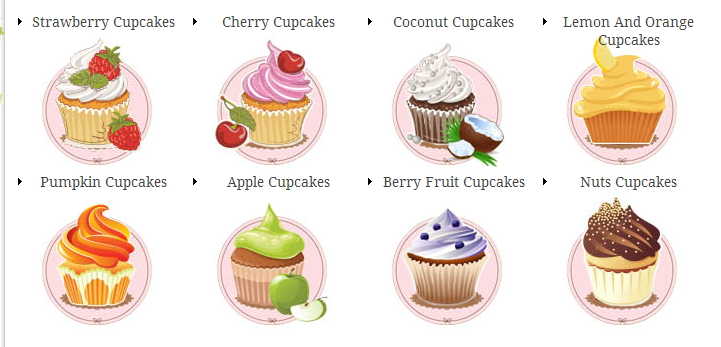 Strawberry Cupcakes
Cherry Cupcakes
Coconut Cupcakes
Lemon And Orange
Cupcakes
Pumpkin Cupcakes
Apple Cupcakes
Berry Fruit Cupcakes
Nuts Cupcakes